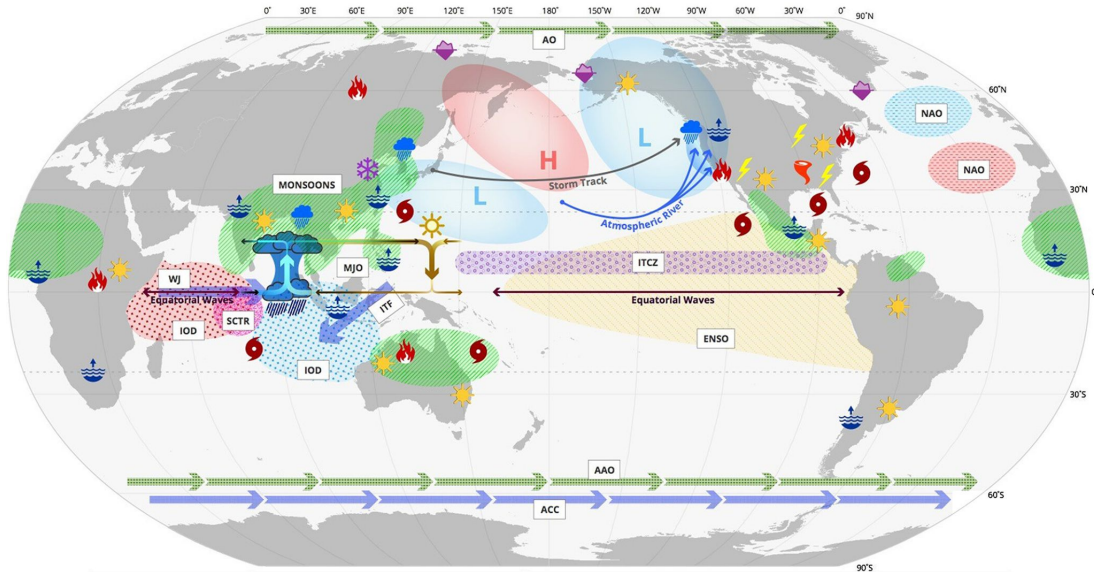 0° 30°E 60°E 90°E 120°E 150°E 180°W 150°W 120°W 90°W 60°W 30°W 0°
90°N
AO
60°N
NAO
L
H
Storm Track
NAO
MONSOONS
L
30°N
Atmospheric River
ITCZ
MJO
WJ
0°
Equatorial Waves
Equatorial Waves
ITF
SCTR
IOD
ENSO
IOD
30°S
AAO
60°S
ACC
90°S